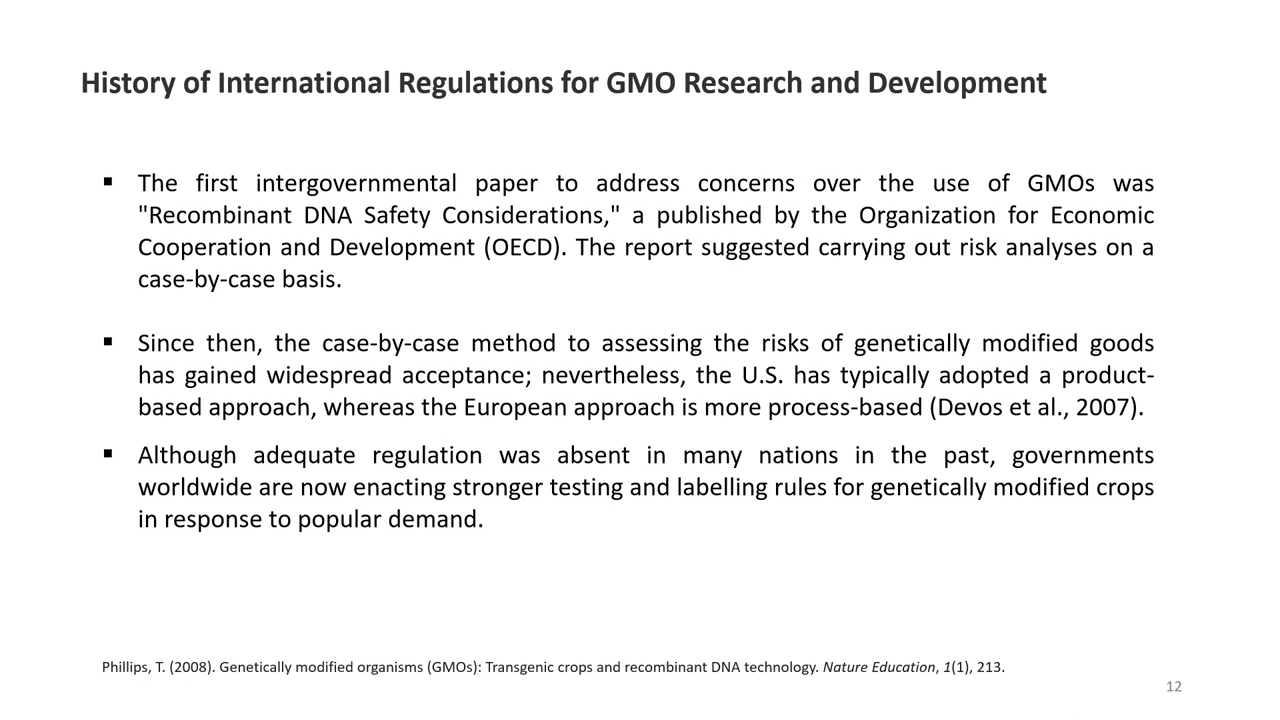 History of International Regulations for GMO Research and Development
▪ The first intergovernmental paper to address concerns over the use of GMOs was
"Recombinant DNA Safety Considerations," a published by the Organization for Economic
Cooperation and Development (OECD). The report suggested carrying out risk analyses on a
case-by-case basis.
▪ Since then, the case-by-case method to assessing the risks of genetically modified goods
has gained widespread acceptance; nevertheless, the U.S. has typically adopted a product-
based approach, whereas the European approach is more process-based (Devos et al., 2007).
▪ Although adequate regulation was absent in many nations in the past, governments
worldwide are now enacting stronger testing and labelling rules for genetically modified crops
in response to popular demand.
Phillips, T. (2008). Genetically modified organisms (GMOs): Transgenic crops and recombinant DNA technology. Nature Education, 1(1), 213.
12